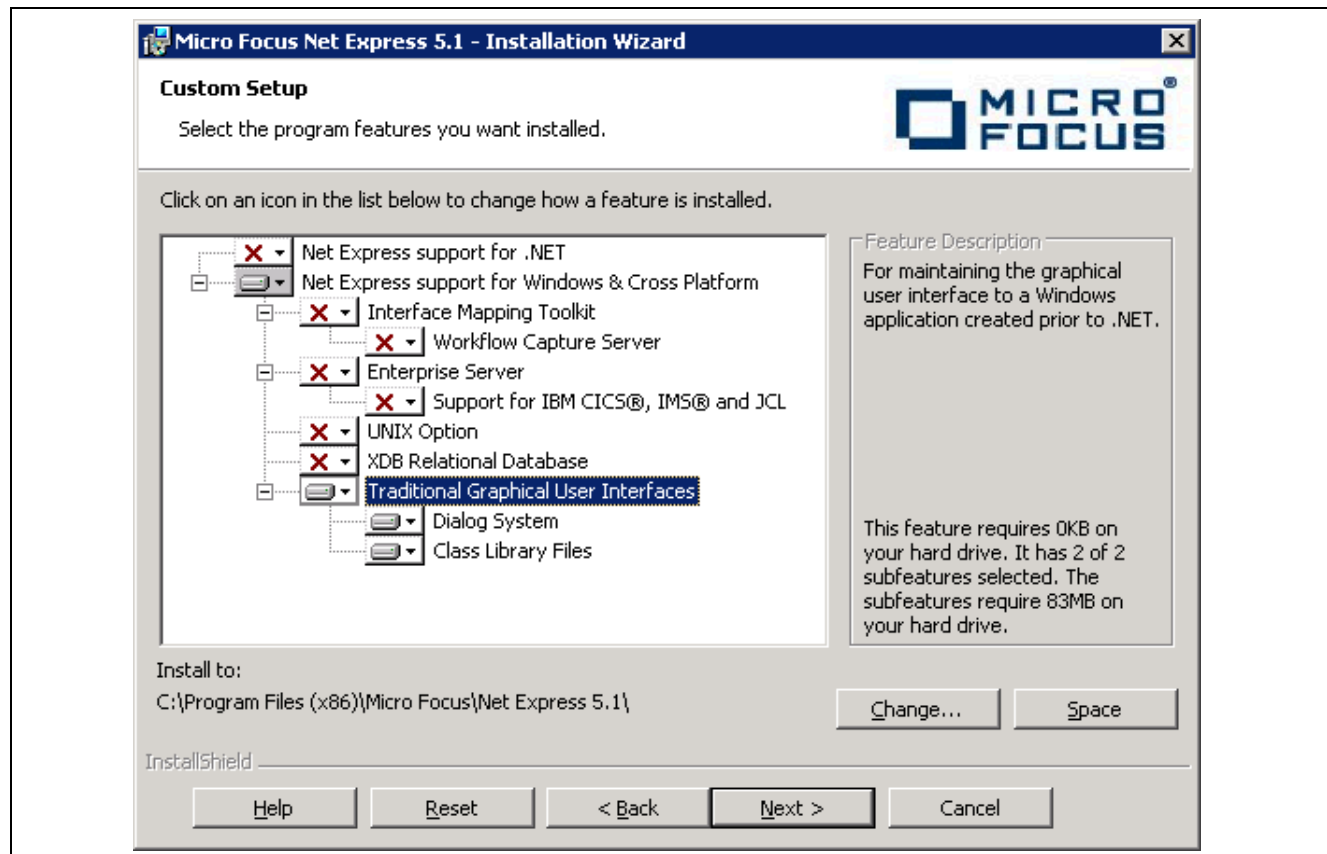 Micro Focus Net Express 5.1 - Installation Wizard
Custom Setup
Select the program features you want installed.
MICRO FOCUS®
Click on an icon in the list below to change how a feature is installed.
Net Express support for .NET
Net Express support for Windows & Cross Platform
Interface Mapping Toolkit
Workflow Capture Server
Enterprise Server
Support for IBM CICS®, IMS® and JCL
UNIX Option
XDB Relational Database
Traditional Graphical User Interfaces
Dialog System
Class Library Files
Feature Description
For maintaining the graphical
user interface to a Windows
application created prior to .NET.
This feature requires 0KB on
your hard drive. It has 2 of 2
subfeatures selected. The
subfeatures require 83MB on
your hard drive.
Install to:
C:\Program Files (x86)\Micro Focus\Net Express 5.1\
Change...
Space
InstallShield
Help
Reset
< Back
Next >
Cancel